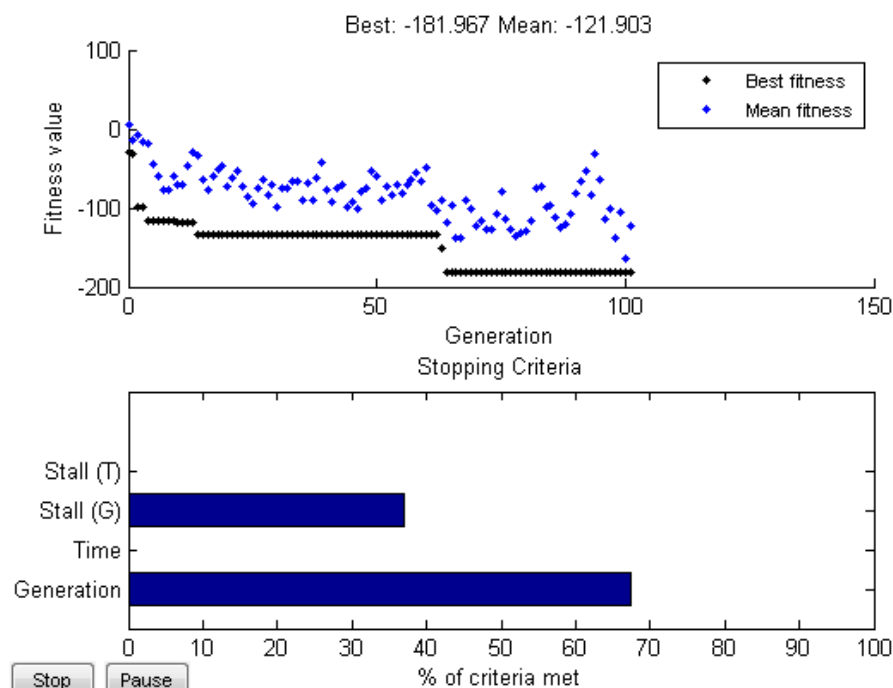 Best: -181.967 Mean: -121.903
100
0
-100
-200
Fitness value
Best fitness
Mean fitness
0 50 100 150
Generation
Stopping Criteria
Stall (T)
Stall (G)
Time
Generation
0 10 20 30 40 50 60 70 80 90 100
% of criteria met
Stop Pause